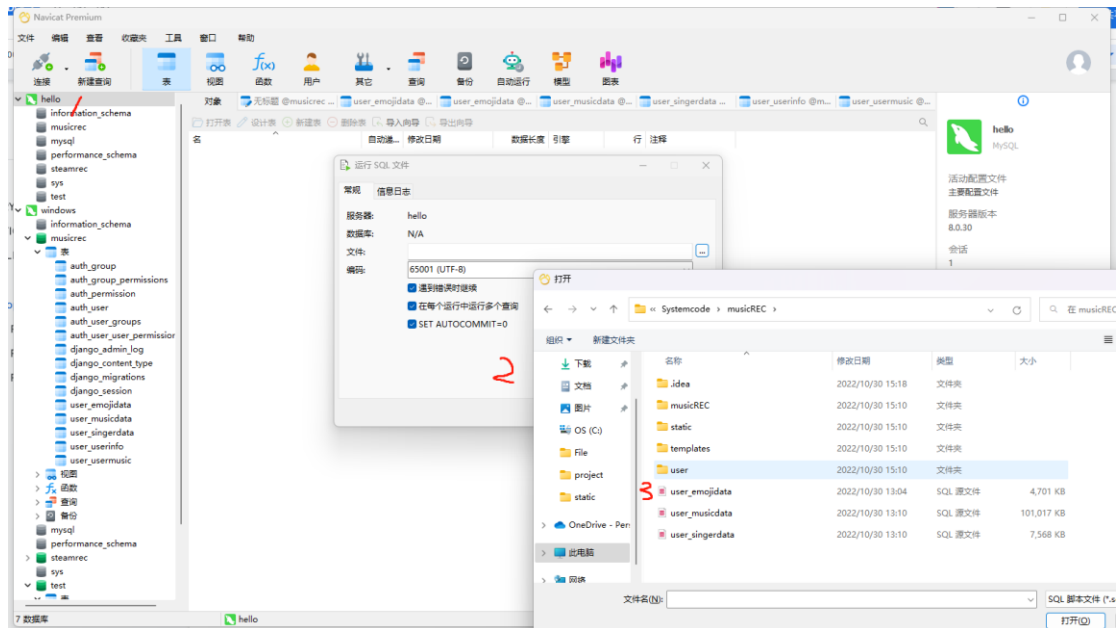 Navicat Premium
文件 编辑 查看 收藏夹 工具 窗口 帮助
连接 新建查询 表 视图 函数 用户 其它 查询 备份 自动运行 模型 图表
hello
information_schema
musicrec
mysql
performance_schema
steamrec
sys
test
windows
information_schema
musicrec
表
auth_group
auth_group_permissions
auth_permission
auth_user
auth_user_groups
auth_user_user_permission
django_admin_log
django_content_type
django_migrations
django_session
user_emojidata
user_musicdata
user_singerdata
user_userinfo
user_usermusic
视图
函数
查询
备份
mysql
performance_schema
steamrec
sys
test
表
7 数据库 hello
对象 无标题 @musicrec ... user_emojidata @... user_emojidata @... user_musicdata @... user_singerdata ... user_userinfo @m... user_usermusic @...
打开表 设计表 新建表 删除表 导入向导 导出向导
名 自动递... 修改日期 数据长度 引擎 行 注释
运行 SQL 文件
常规 信息日志
服务器: hello
数据库: N/A
文件:
编码: 65001 (UTF-8)
遇到错误时继续
在每个运行中运行多个查询
SET AUTOCOMMIT=0
2
hello
MySQL
活动配置文件
主要配置文件
服务器版本
8.0.30
会话
1
打开
« Systemcode › musicREC › 在 musicREC
组织 新建文件夹
下载
文档
图片
OS (C:)
File
project
static
OneDrive - Per
此电脑
网络
名称 修改日期 类型 大小
.idea 2022/10/30 15:18 文件夹
musicREC 2022/10/30 15:10 文件夹
static 2022/10/30 15:10 文件夹
templates 2022/10/30 15:10 文件夹
user 2022/10/30 15:10 文件夹
3 user_emojidata 2022/10/30 13:04 SQL 源文件 4,701 KB
user_musicdata 2022/10/30 13:10 SQL 源文件 101,017 KB
user_singerdata 2022/10/30 13:10 SQL 源文件 7,568 KB
文件名(N): SQL 脚本文件 (*.s
打开(O)